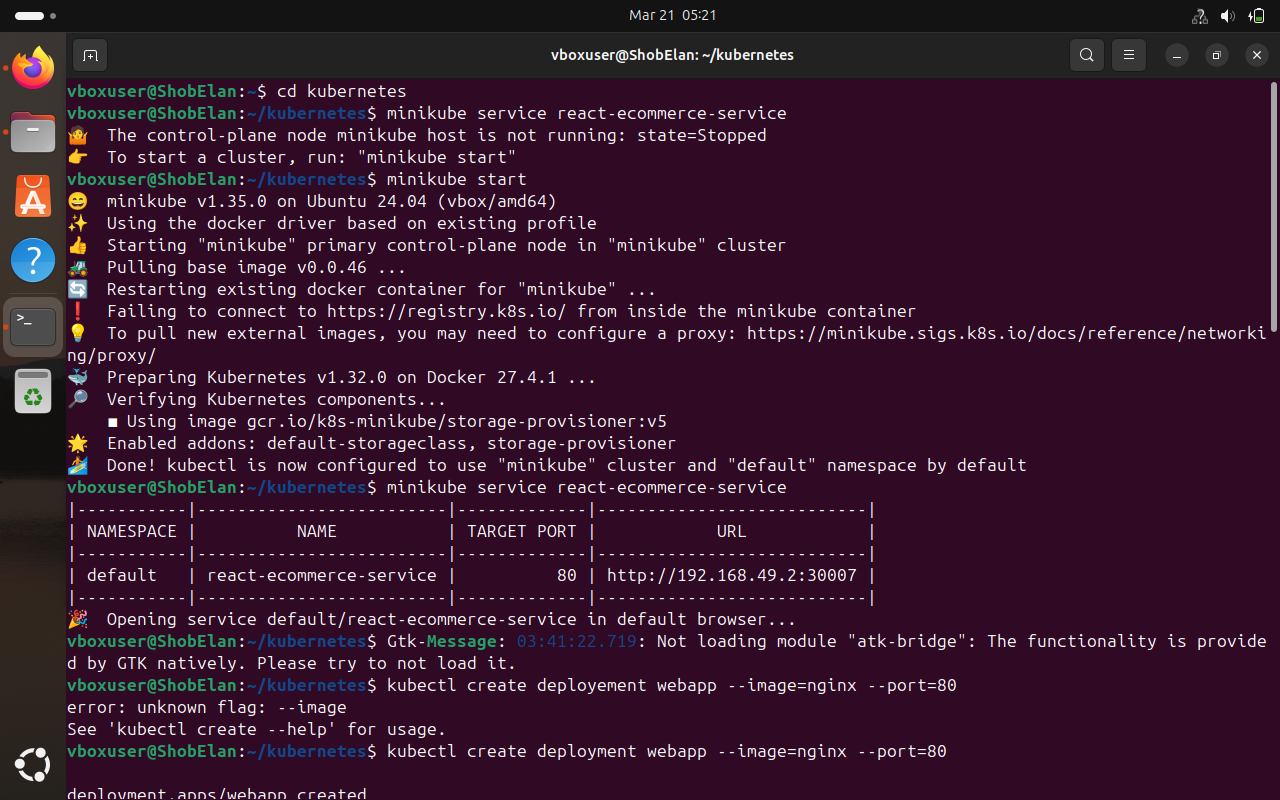 Mar 21 05:21
vboxuser@ShobElan: ~/kubernetes
vboxuser@ShobElan:~$ cd kubernetes
vboxuser@ShobElan:~/kubernetes$ minikube service react-ecommerce-service
🤷 The control-plane node minikube host is not running: state=Stopped
👉 To start a cluster, run: "minikube start"
vboxuser@ShobElan:~/kubernetes$ minikube start
😄 minikube v1.35.0 on Ubuntu 24.04 (vbox/amd64)
✨ Using the docker driver based on existing profile
👍 Starting "minikube" primary control-plane node in "minikube" cluster
🚜 Pulling base image v0.0.46 ...
🔄 Restarting existing docker container for "minikube" ...
❗ Failing to connect to https://registry.k8s.io/ from inside the minikube container
💡 To pull new external images, you may need to configure a proxy: https://minikube.sigs.k8s.io/docs/reference/networki
ng/proxy/
🐳 Preparing Kubernetes v1.32.0 on Docker 27.4.1 ...
🔎 Verifying Kubernetes components...
▪ Using image gcr.io/k8s-minikube/storage-provisioner:v5
🌟 Enabled addons: default-storageclass, storage-provisioner
🏄 Done! kubectl is now configured to use "minikube" cluster and "default" namespace by default
vboxuser@ShobElan:~/kubernetes$ minikube service react-ecommerce-service
|-----------|-------------------------|-------------|---------------------------|
| NAMESPACE |          NAME           | TARGET PORT |            URL            |
|-----------|-------------------------|-------------|---------------------------|
| default   | react-ecommerce-service |          80 | http://192.168.49.2:30007 |
|-----------|-------------------------|-------------|---------------------------|
🎉 Opening service default/react-ecommerce-service in default browser...
vboxuser@ShobElan:~/kubernetes$ Gtk-Message: 03:41:22.719: Not loading module "atk-bridge": The functionality is provide
d by GTK natively. Please try to not load it.
vboxuser@ShobElan:~/kubernetes$ kubectl create deployement webapp --image=nginx --port=80
error: unknown flag: --image
See 'kubectl create --help' for usage.
vboxuser@ShobElan:~/kubernetes$ kubectl create deployment webapp --image=nginx --port=80
deployment.apps/webapp created